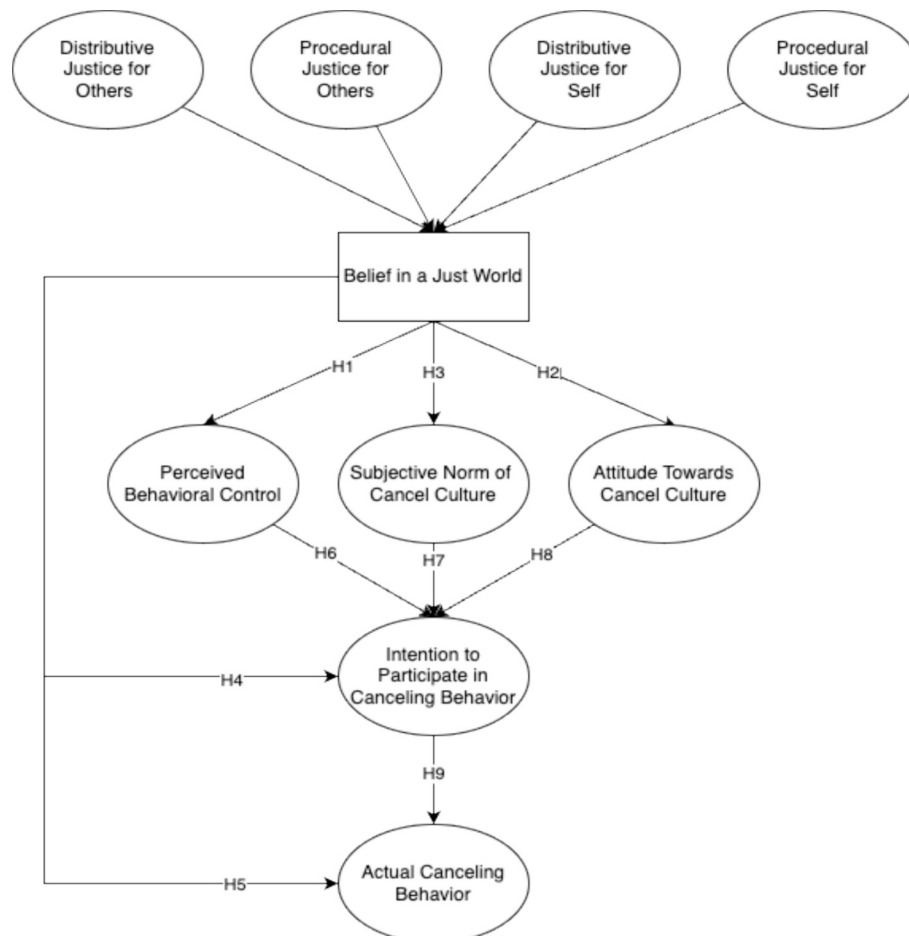 Distributive
Justice for
Others
Procedural
Justice for
Others
Distributive
Justice for
Self
Procedural
Justice for
Self
Belief in a Just World
H1
H3
H2
Perceived
Behavioral Control
Subjective Norm of
Cancel Culture
Attitude Towards
Cancel Culture
H6
H7
H8
Intention to
Participate in
Canceling Behavior
H4
H9
Actual Canceling
Behavior
H5